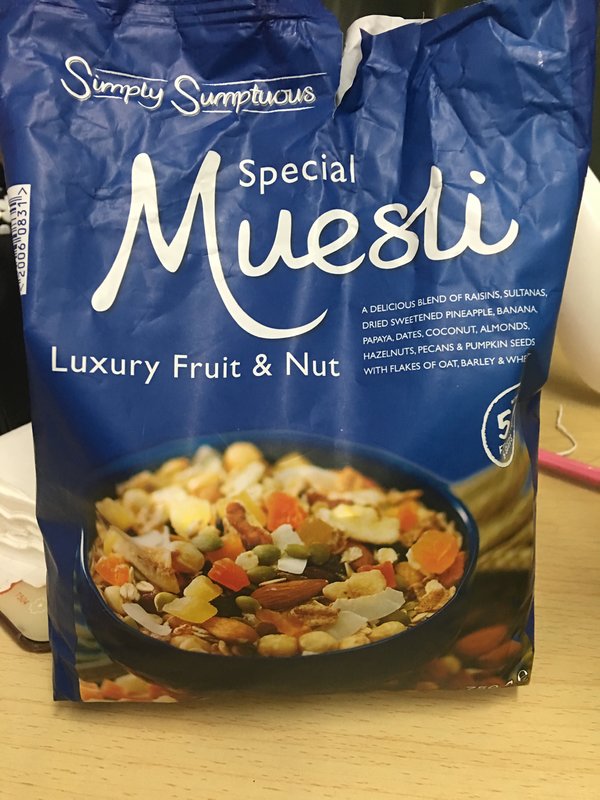 Simply Sumptuous
Special
Muesli
Luxury Fruit & Nut
A DELICIOUS BLEND OF RAISINS, SULTANAS,
DRIED SWEETENED PINEAPPLE, BANANA,
PAPAYA, DATES, COCONUT, ALMONDS,
HAZELNUTS, PECANS & PUMPKIN SEEDS
WITH FLAKES OF OAT, BARLEY &
20060831 >